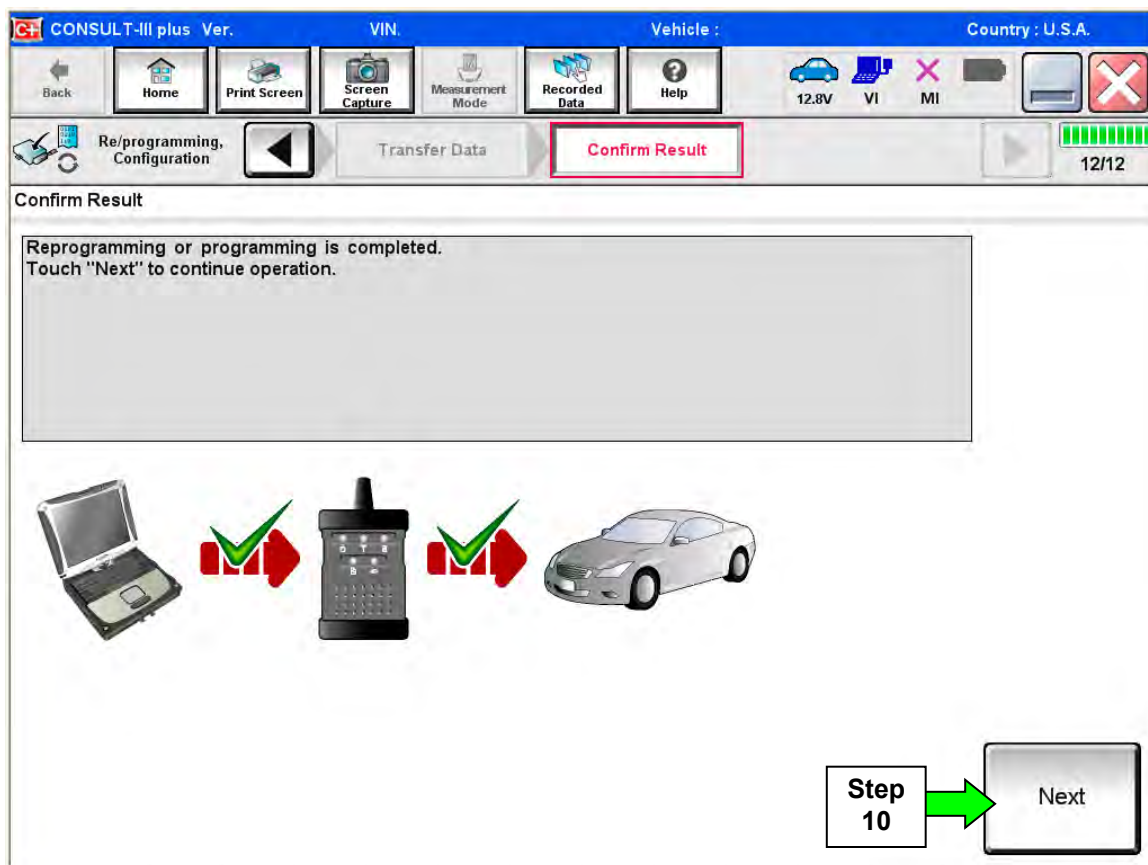 C+ CONSULT-III plus Ver. VIN. Vehicle : Country : U.S.A.
Back
Home
Print Screen
Screen
Capture
Measurement
Mode
Recorded
Data
Help
12.8V
VI
MI
Re/programming,
Configuration
Transfer Data
Confirm Result
12/12
Confirm Result
Reprogramming or programming is completed.
Touch "Next" to continue operation.
Step
10
Next